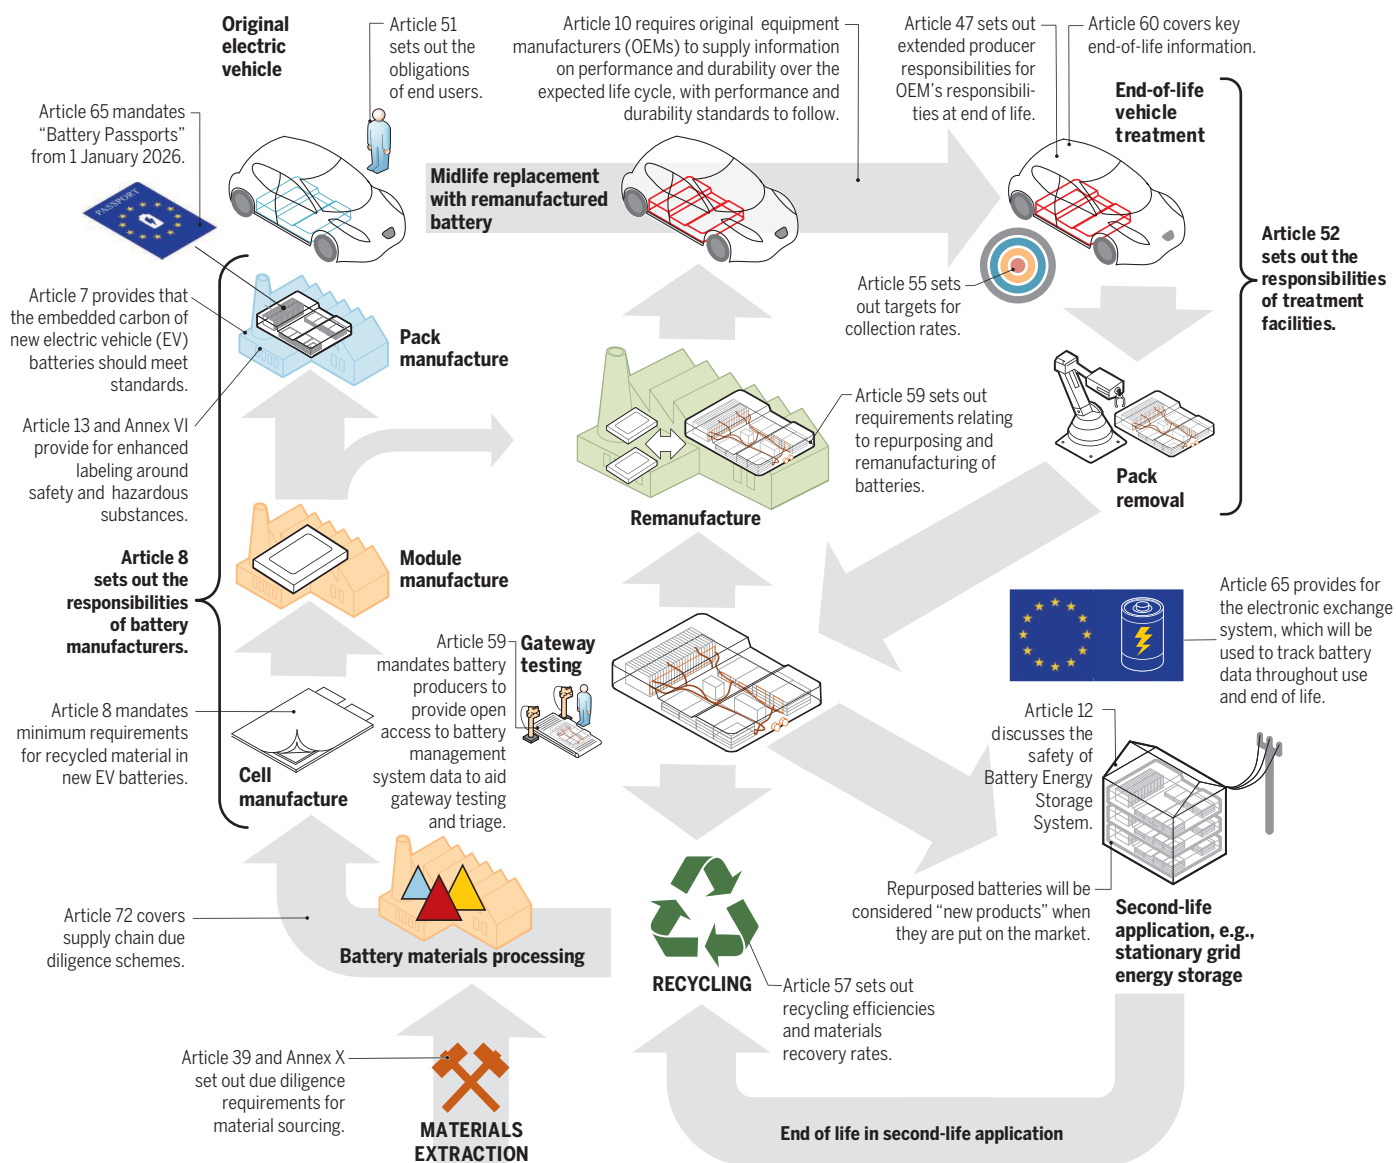 Original
electric
vehicle
Article 51
sets out the
obligations
of end users.
Article 10 requires original equipment
manufacturers (OEMs) to supply information
on performance and durability over the
expected life cycle, with performance and
durability standards to follow.
Article 47 sets out
extended producer
responsibilities for
OEM's responsibili-
ties at end of life.
Article 60 covers key
end-of-life information.
End-of-life
vehicle
treatment
Article 65 mandates
“Battery Passports”
from 1 January 2026.
PASSPORT
Midlife replacement
with remanufactured
battery
Article 52
sets out the
responsibilities
of treatment
facilities.
Article 55 sets
out targets for
collection rates.
Article 7 provides that
the embedded carbon of
new electric vehicle (EV)
batteries should meet
standards.
Pack
manufacture
Article 59 sets out
requirements relating
to repurposing and
remanufacturing of
batteries.
Article 13 and Annex VI
provide for enhanced
labeling around
safety and hazardous
substances.
Pack
removal
Remanufacture
Article 8
sets out the
responsibilities
of battery
manufacturers.
Module
manufacture
Article 65 provides for
the electronic exchange
system, which will be
used to track battery
data throughout use
and end of life.
Article 59
mandates battery
producers to
provide open
access to battery
management
system data to aid
gateway testing
and triage.
Gateway
testing
Article 8 mandates
minimum requirements
for recycled material in
new EV batteries.
Cell
manufacture
Article 12
discusses the
safety of
Battery Energy
Storage
System.
Repurposed batteries will be
considered “new products” when
they are put on the market.
Second-life
application, e.g.,
stationary grid
energy storage
Article 72 covers
supply chain due
diligence schemes.
Battery materials processing
RECYCLING
Article 57 sets out
recycling efficiencies
and materials
recovery rates.
Article 39 and Annex X
set out due diligence
requirements for
material sourcing.
MATERIALS
EXTRACTION
End of life in second-life application